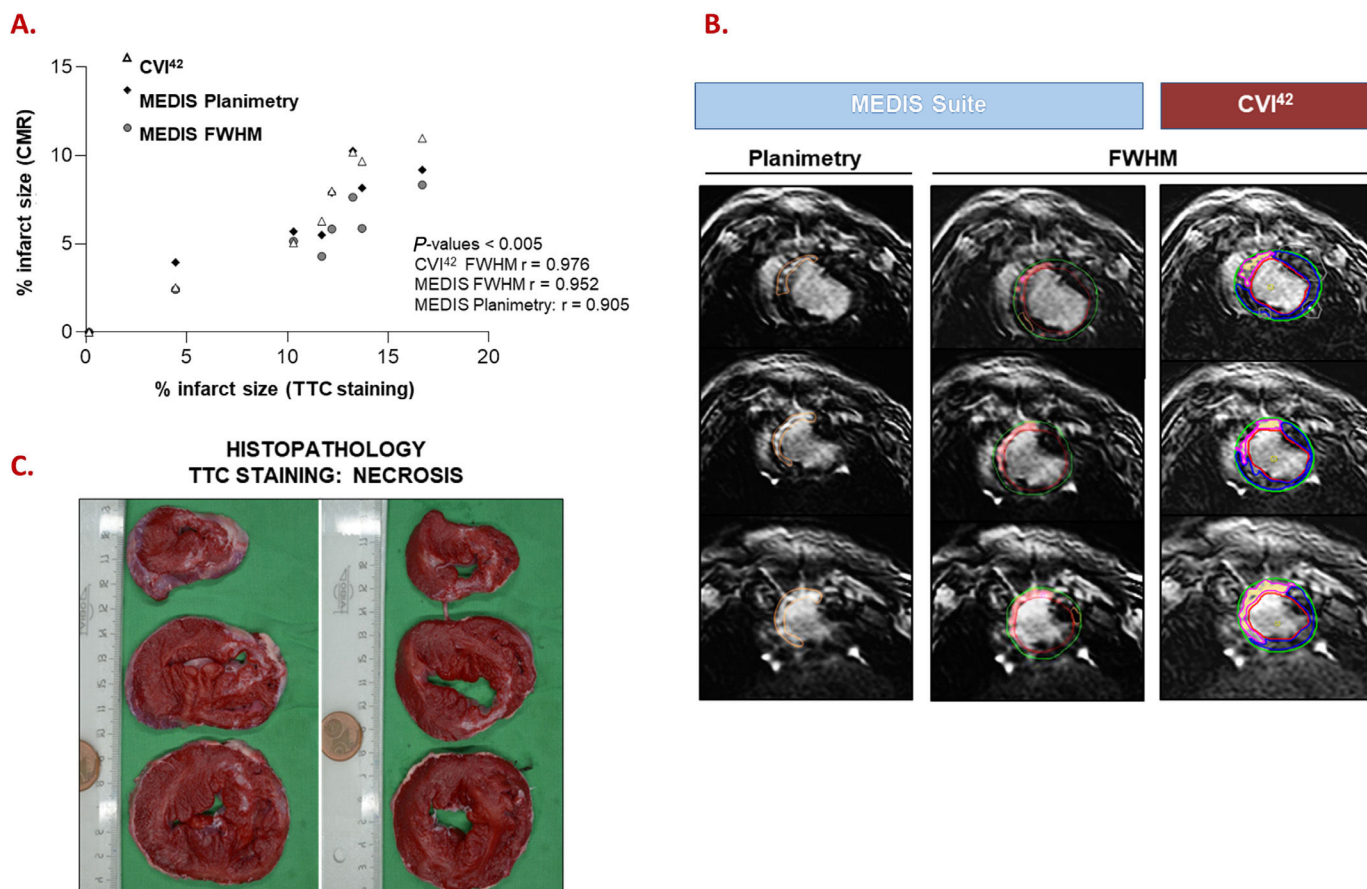 A.
CVI⁴²
MEDIS Planimetry
MEDIS FWHM
% infarct size (CMR)
15
10
5
0
P-values < 0.005
CVI⁴² FWHM r = 0.976
MEDIS FWHM r = 0.952
MEDIS Planimetry: r = 0.905
0
5
10
15
20
% infarct size (TTC staining)
B.
MEDIS Suite
CVI⁴²
Planimetry
FWHM
C.
HISTOPATHOLOGY
TTC STAINING: NECROSIS